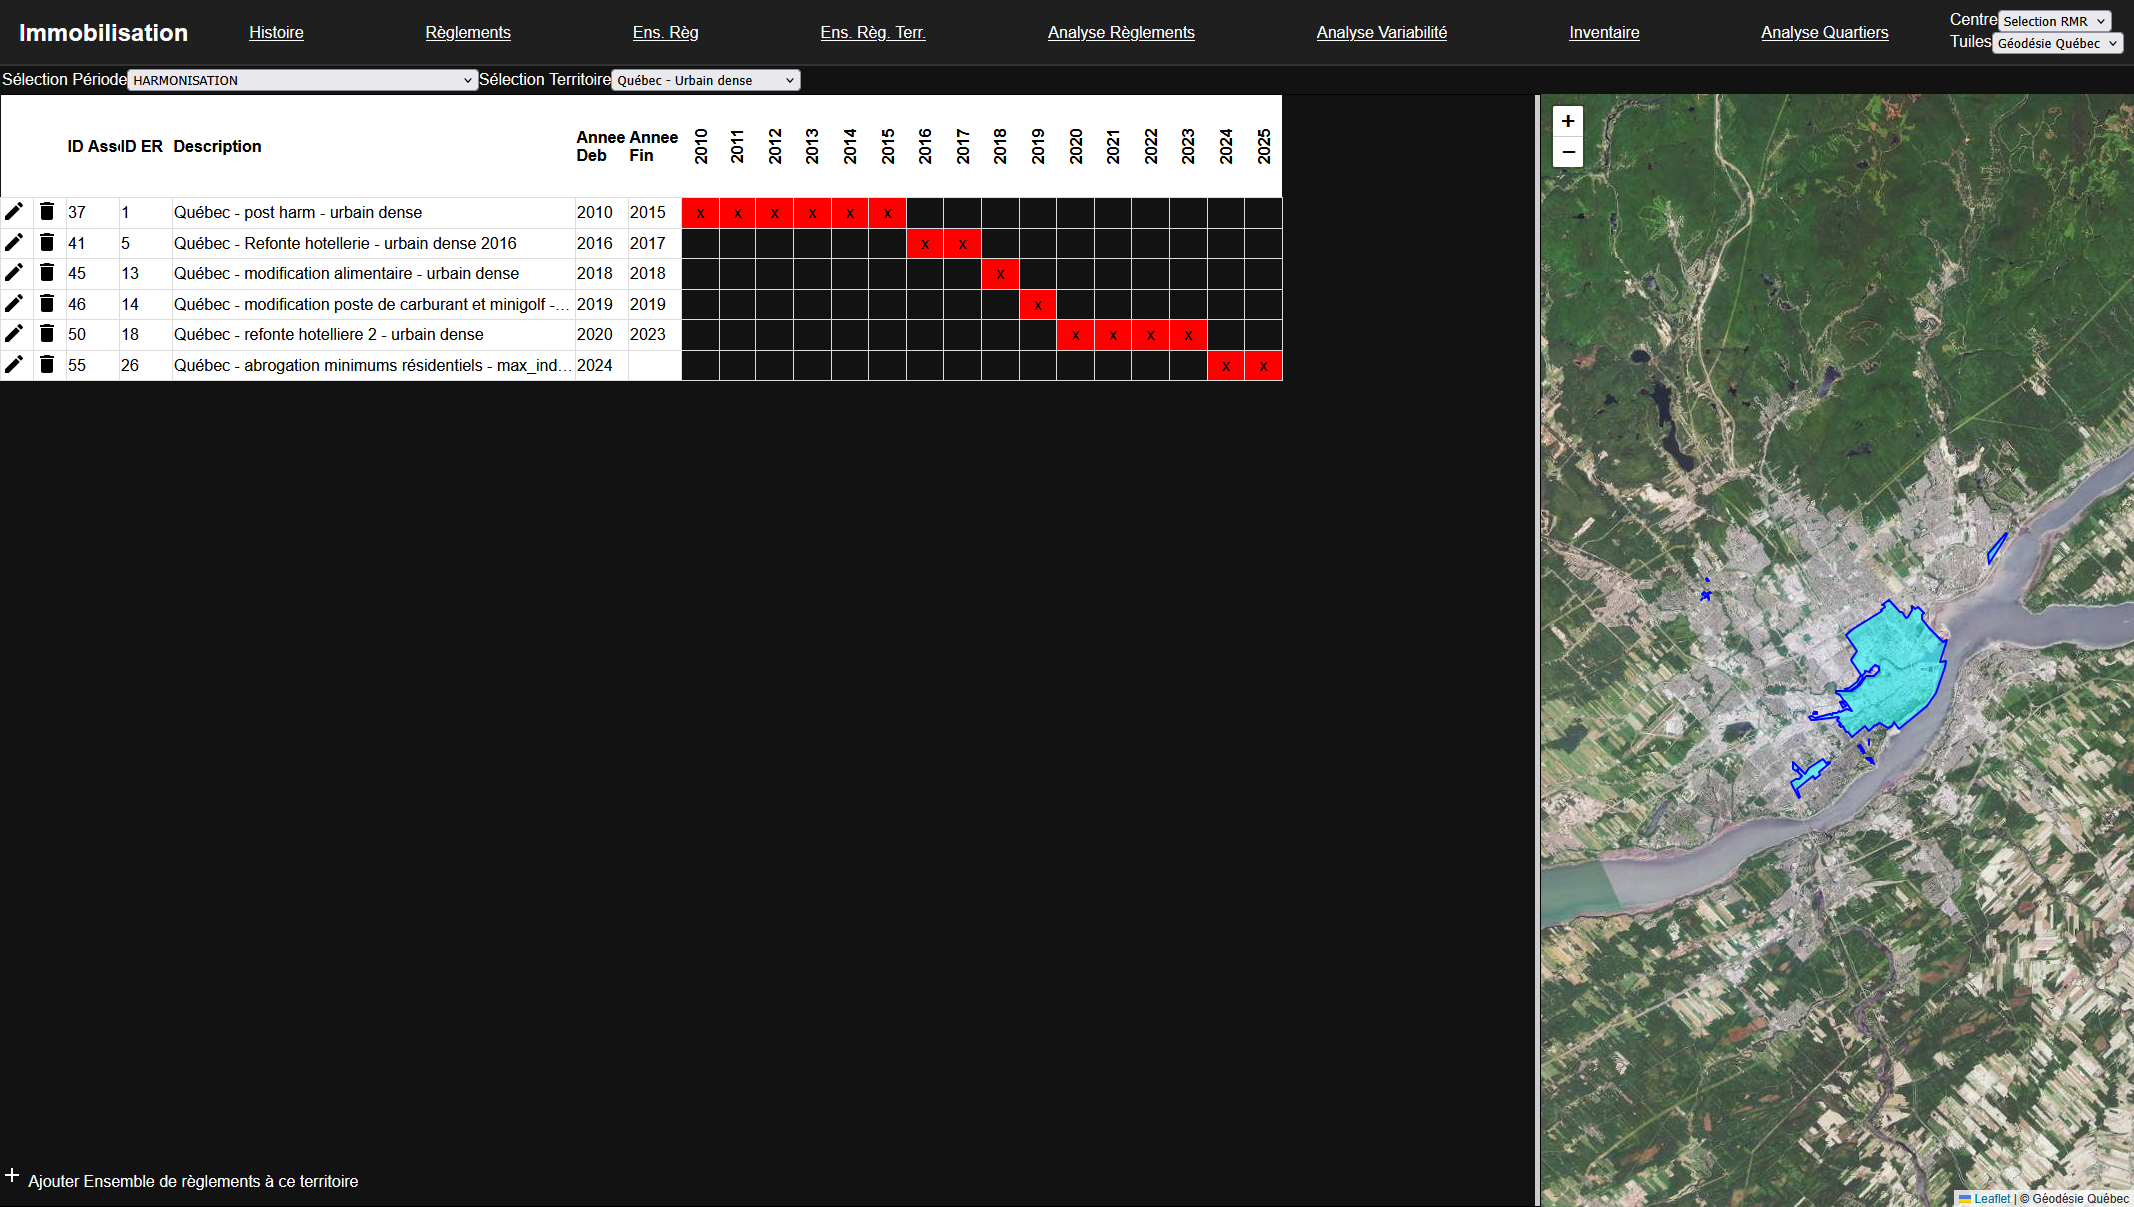 Immobilisation Histoire Règlements Ens. Règ Ens. Règ. Terr. Analyse Règlements Analyse Variabilité Inventaire Analyse Quartiers
Centre Selection RMR
Tuiles Géodésie Québec
Sélection Période HARMONISATION Sélection Territoire Québec - Urbain dense
ID Ass ID ER Description Annee Deb Annee Fin 2010 2011 2012 2013 2014 2015 2016 2017 2018 2019 2020 2021 2022 2023 2024 2025
37 1 Québec - post harm - urbain dense 2010 2015 x x x x x x
41 5 Québec - Refonte hotellerie - urbain dense 2016 2016 2017 x x
45 13 Québec - modification alimentaire - urbain dense 2018 2018 x
46 14 Québec - modification poste de carburant et minigolf -... 2019 2019 x
50 18 Québec - refonte hotelliere 2 - urbain dense 2020 2023 x x x x
55 26 Québec - abrogation minimums résidentiels - max_ind... 2024 x x
+ Ajouter Ensemble de règlements à ce territoire
+
−
Leaflet | © Géodésie Québec